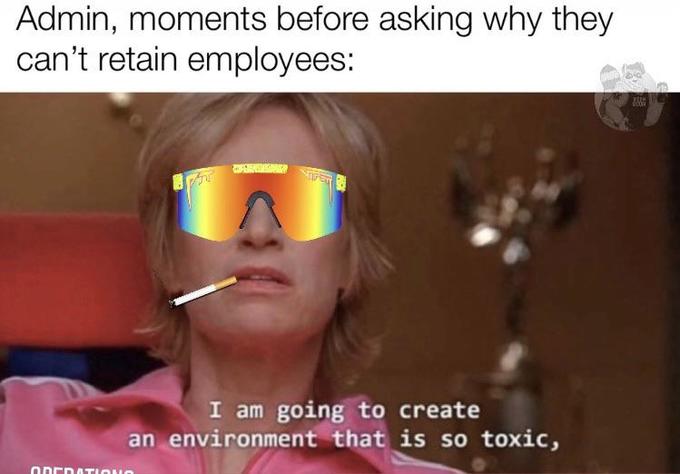 Admin, moments before asking why they
can’t retain employees:
I am going to create
an environment that is so toxic,